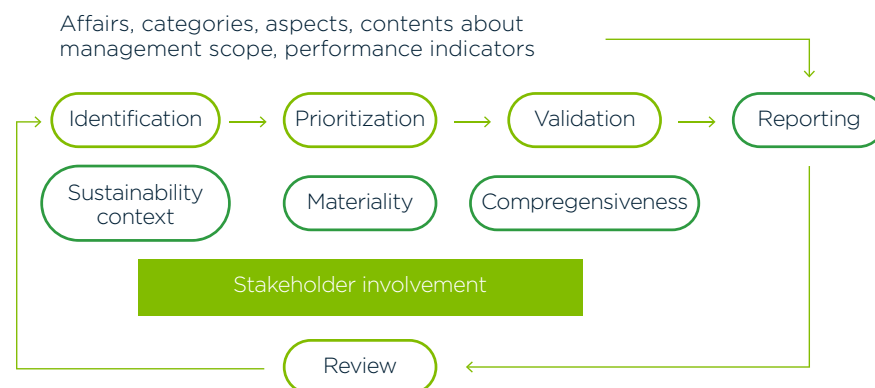 Affairs, categories, aspects, contents about
management scope, performance indicators
Identification
Prioritization
Validation
Reporting
Sustainability
context
Materiality
Compregensiveness
Stakeholder involvement
Review